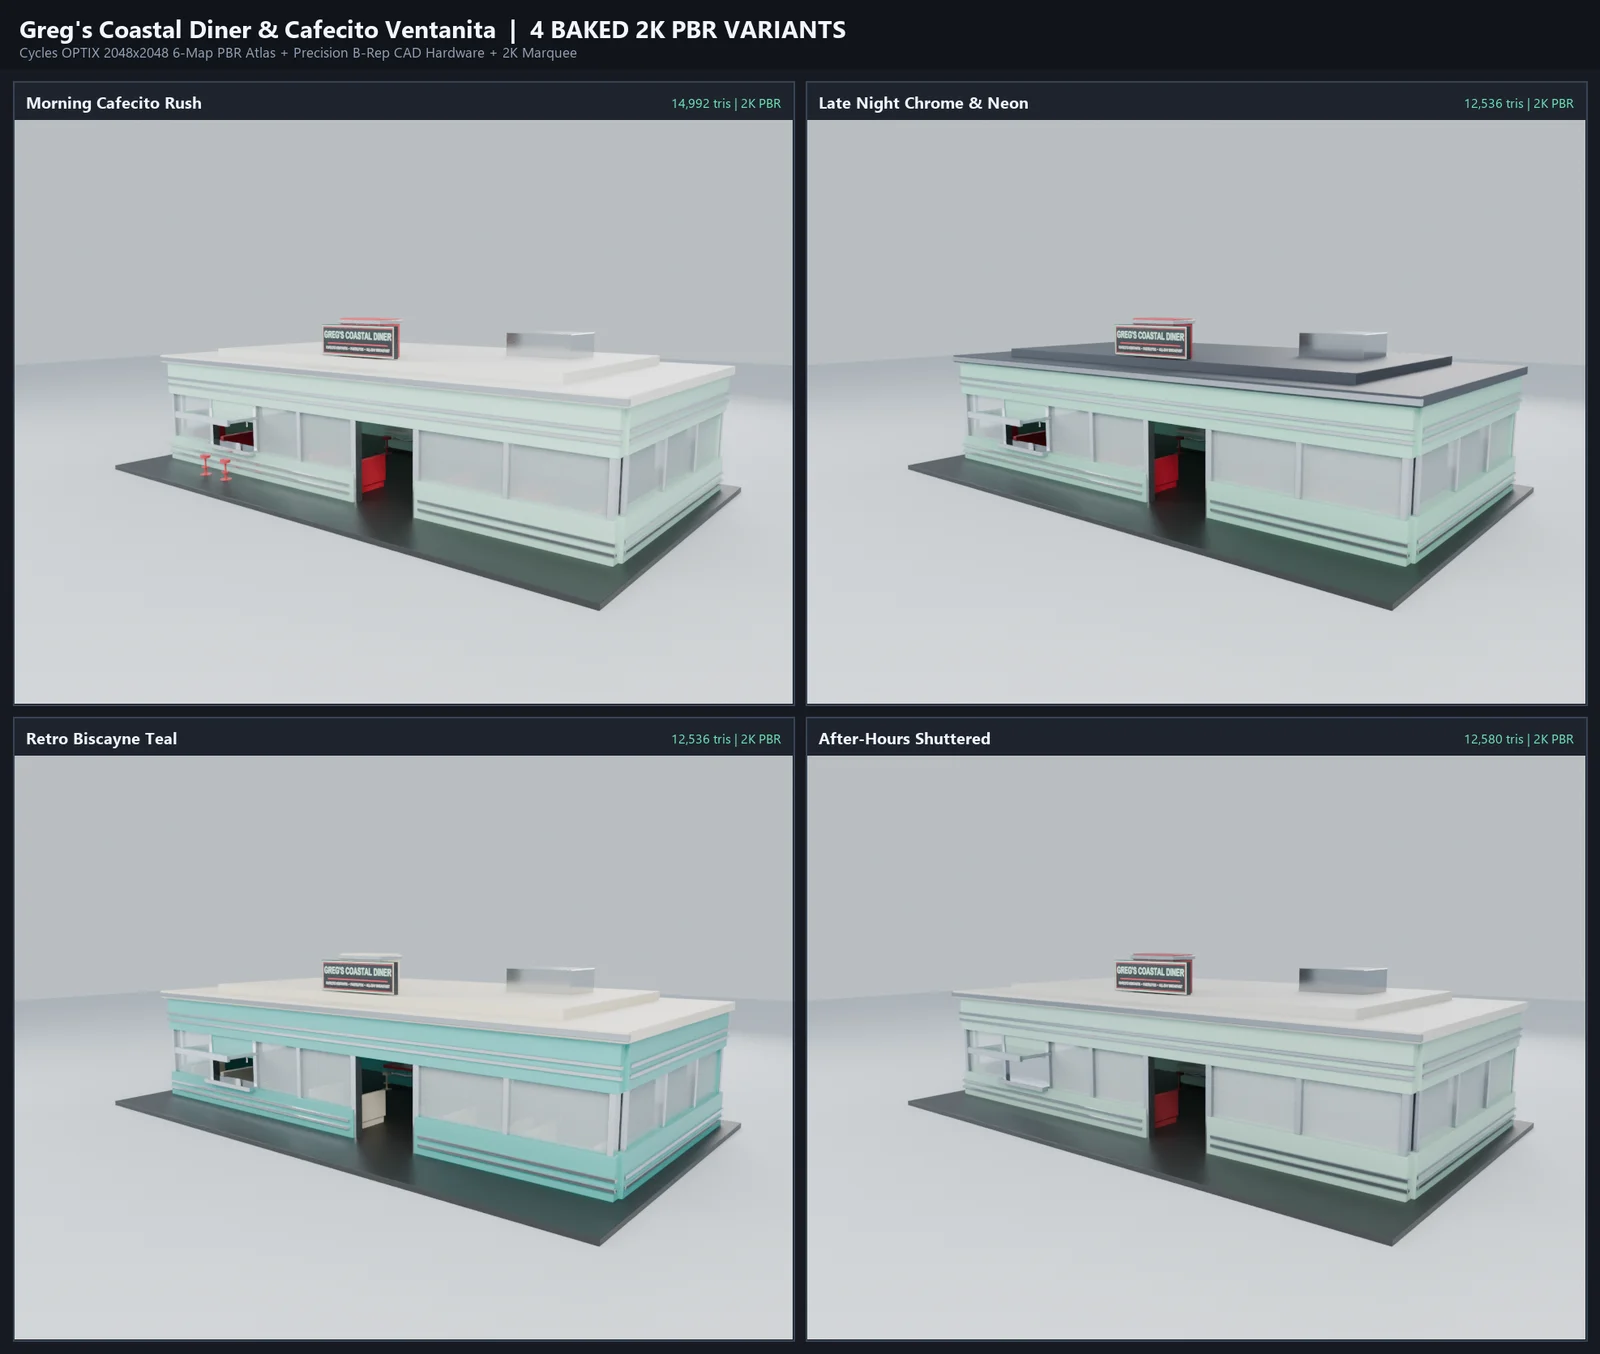 Greg's Coastal Diner & Cafecito Ventanita | 4 BAKED 2K PBR VARIANTS
Cycles OPTIX 2048x2048 6-Map PBR Atlas + Precision B-Rep CAD Hardware + 2K Marquee
Morning Cafecito Rush
14,992 tris | 2K PBR
GREG'S COASTAL DINER
Late Night Chrome & Neon
12,536 tris | 2K PBR
GREG'S COASTAL DINER
Retro Biscayne Teal
12,536 tris | 2K PBR
GREG'S COASTAL DINER
After-Hours Shuttered
12,580 tris | 2K PBR
GREG'S COASTAL DINER